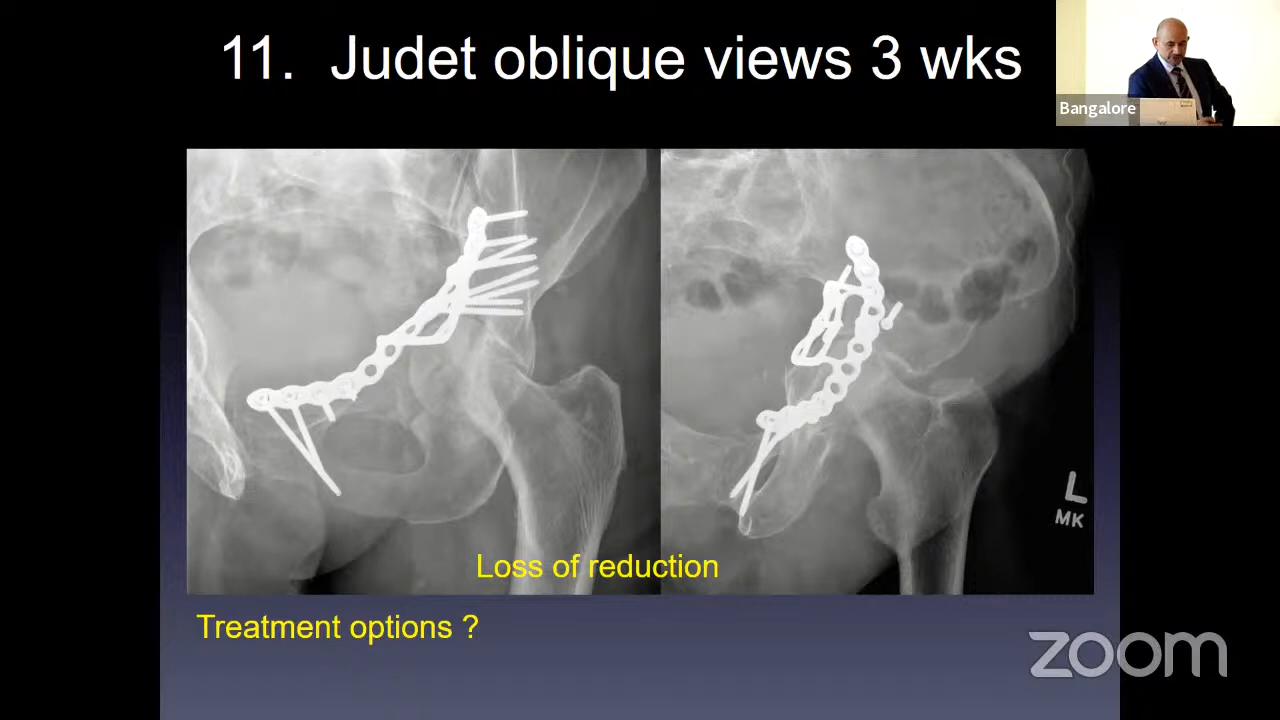 11. Judet oblique views 3 wks
Bangalore
L
MK
Loss of reduction
Treatment options ?
zoom